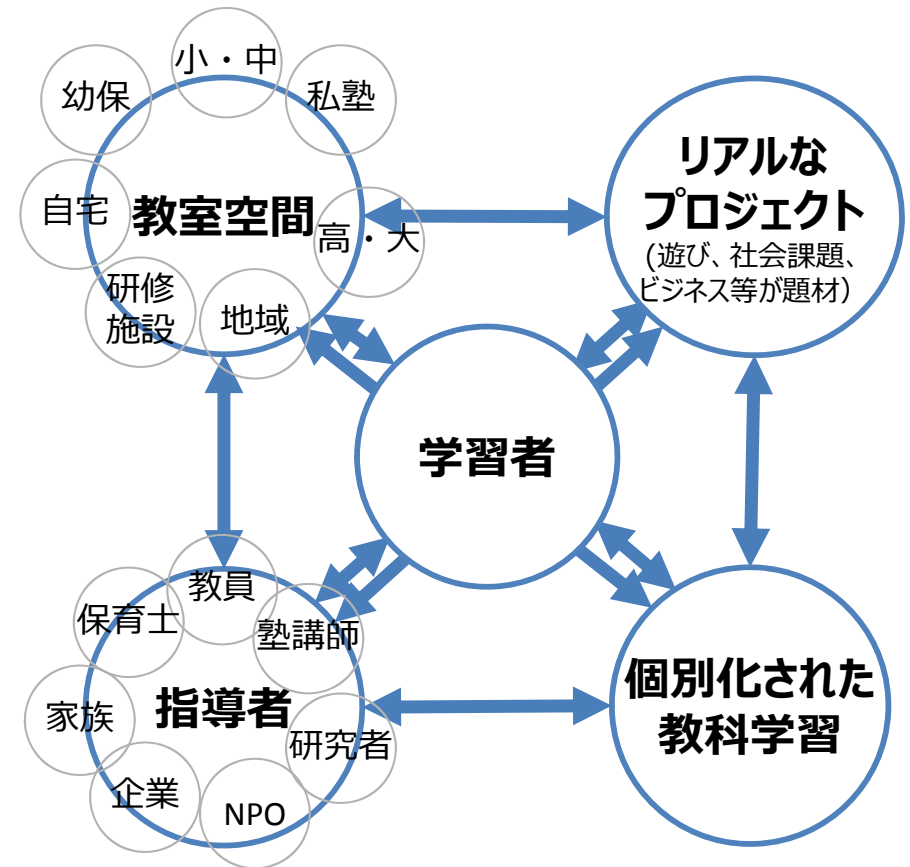 小・中
幼保
私塾
自宅
教室空間
高・大
研修
施設
地域
リアルな
プロジェクト
(遊び、社会課題、
ビジネス等が題材)
学習者
教員
保育士
塾講師
家族
指導者
研究者
企業
NPO
個別化された
教科学習